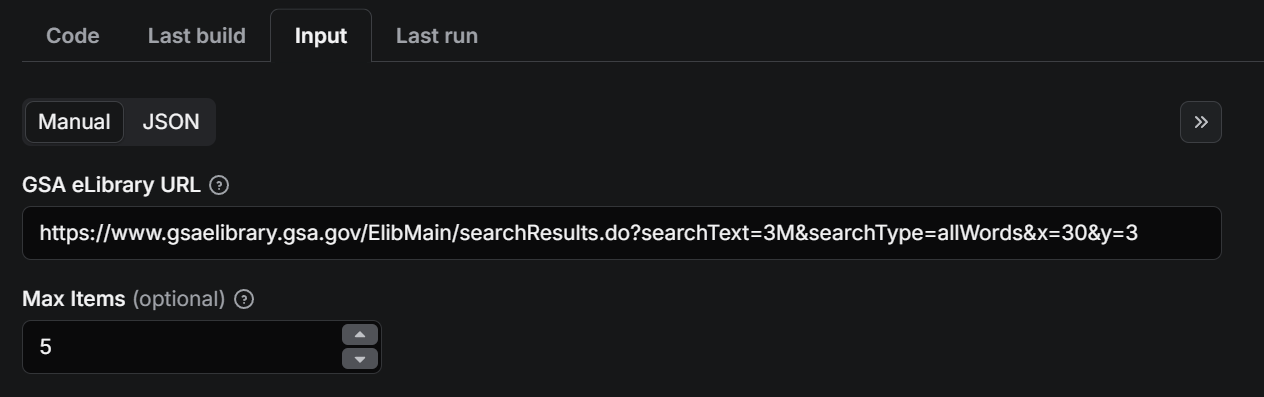 Code Last build Input Last run
Manual JSON
GSA eLibrary URL
https://www.gsaelibrary.gsa.gov/ElibMain/searchResults.do?searchText=3M&searchType=allWords&x=30&y=3
Max Items (optional)
5